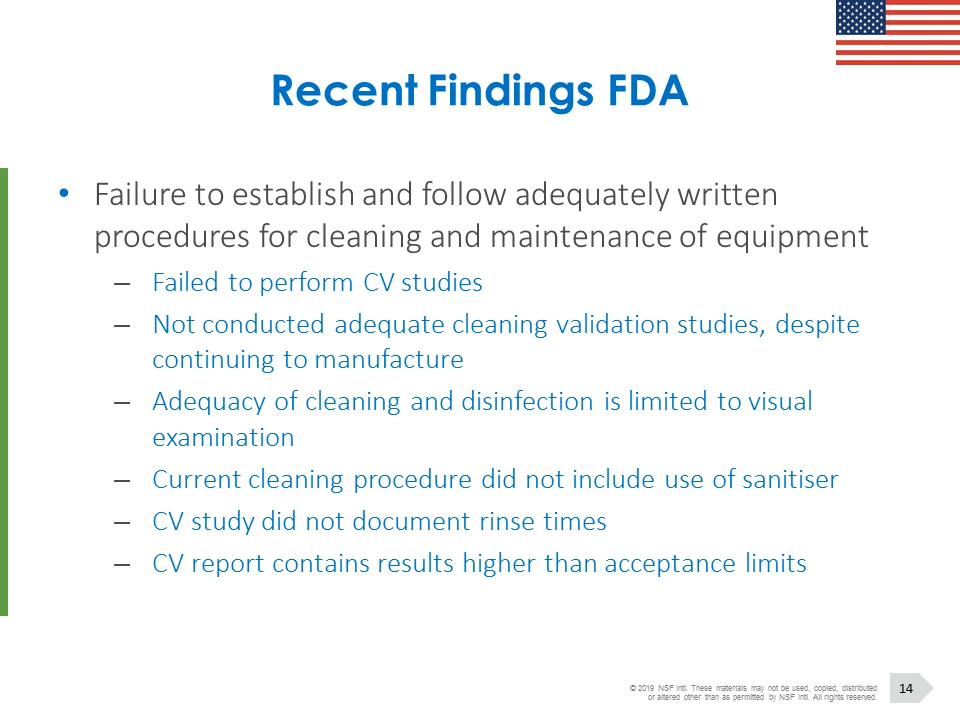 Recent Findings FDA
• Failure to establish and follow adequately written
procedures for cleaning and maintenance of equipment
– Failed to perform CV studies
– Not conducted adequate cleaning validation studies, despite
continuing to manufacture
– Adequacy of cleaning and disinfection is limited to visual
examination
– Current cleaning procedure did not include use of sanitiser
– CV study did not document rinse times
– CV report contains results higher than acceptance limits
© 2019 NSF Intl. These materials may not be used, copied, distributed
or altered other than as permitted by NSF Intl. All rights reserved.
14